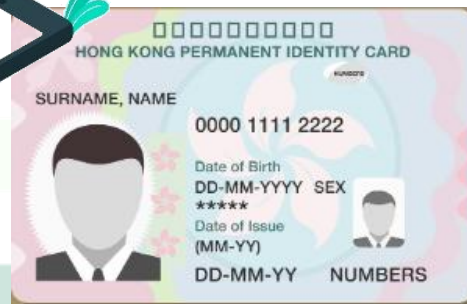 HONG KONG PERMANENT IDENTITY CARD
NUMBERS
SURNAME, NAME
0000 1111 2222
Date of Birth
DD-MM-YYYY SEX
*****
Date of Issue
(MM-YY)
DD-MM-YY NUMBERS